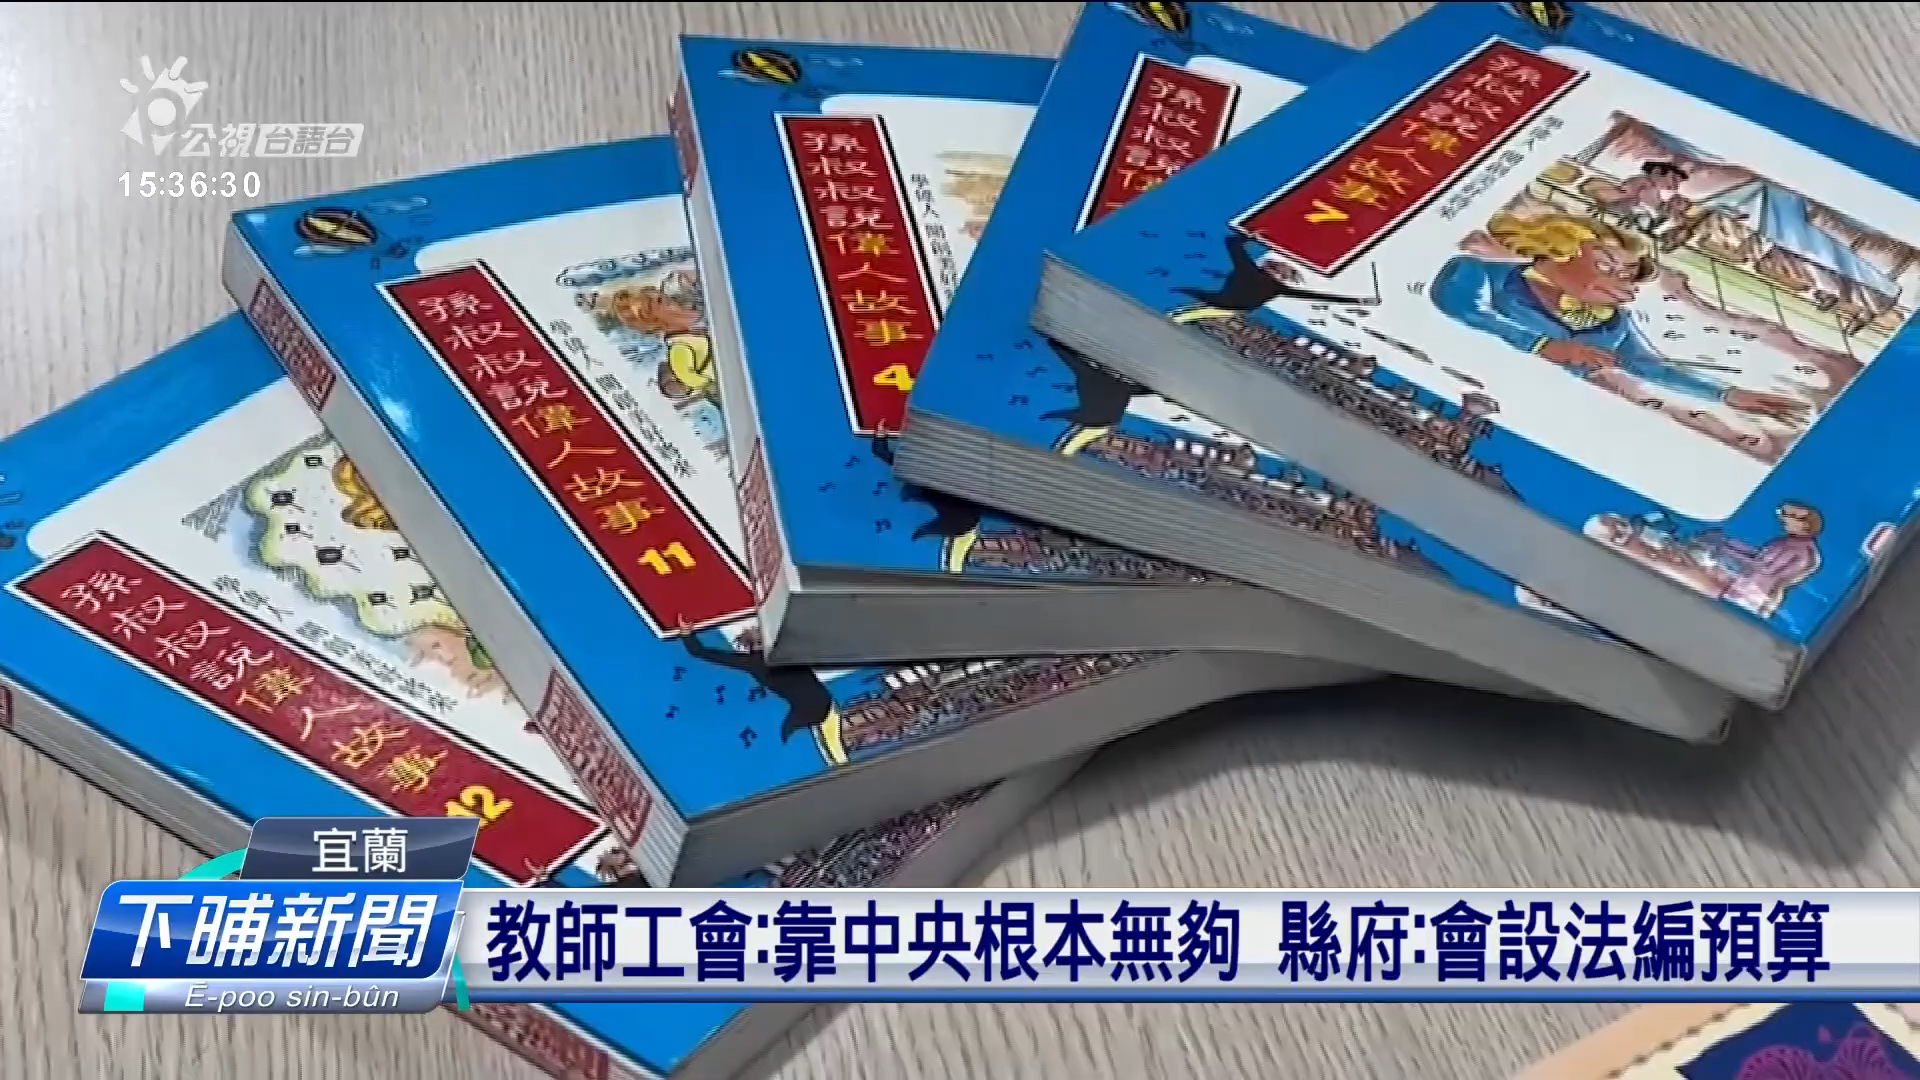 公視台語台
15:36:30
孫叔叔說偉人故事
7
孫叔叔說偉人故事
4
孫叔叔說偉人故事
11
孫叔叔說偉人故事
12
宜蘭
下晡新聞
Ē-poo sin-bûn
教師工會:靠中央根本無夠 縣府:會設法編預算